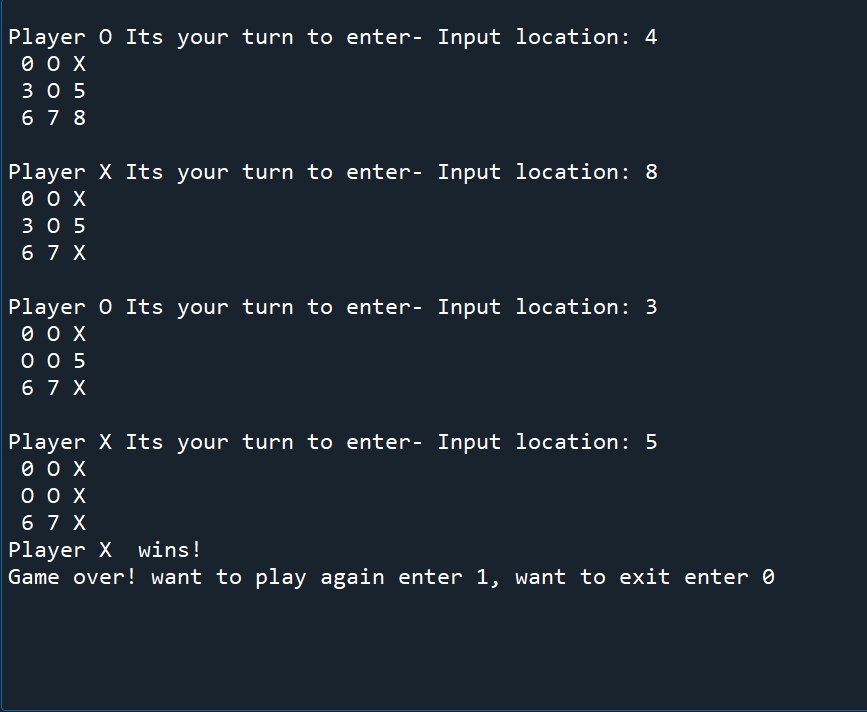 Player O Its your turn to enter- Input location: 4
0 O X
3 O 5
6 7 8
Player X Its your turn to enter- Input location: 8
0 O X
3 O 5
6 7 X
Player O Its your turn to enter- Input location: 3
0 O X
O O 5
6 7 X
Player X Its your turn to enter- Input location: 5
0 O X
O O X
6 7 X
Player X  wins!
Game over! want to play again enter 1, want to exit enter 0